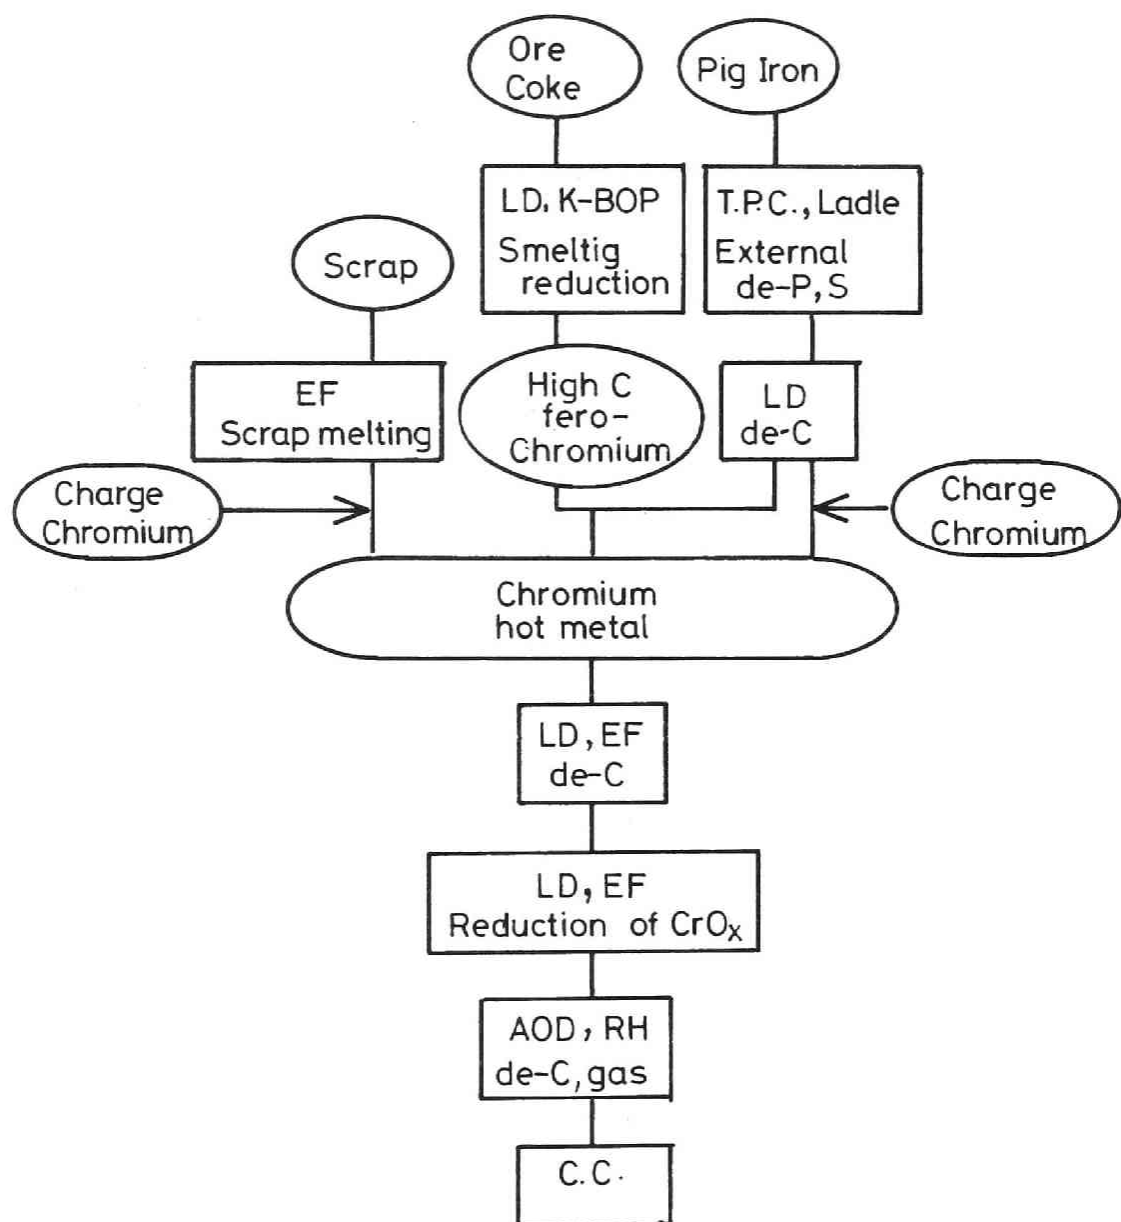 Ore
Coke
Pig Iron
LD. K-BOP
Smeltig
reduction
T.P.C., Ladle
External
de-P, S
Scrap
EF
Scrap melting
High C
fero-
Chromium
LD
de-C
Charge
Chromium
Charge
Chromium
Chromium
hot metal
LD, EF
de-C
LD, EF
Reduction of CrOx
AOD, RH
de-C, gas
C.C.